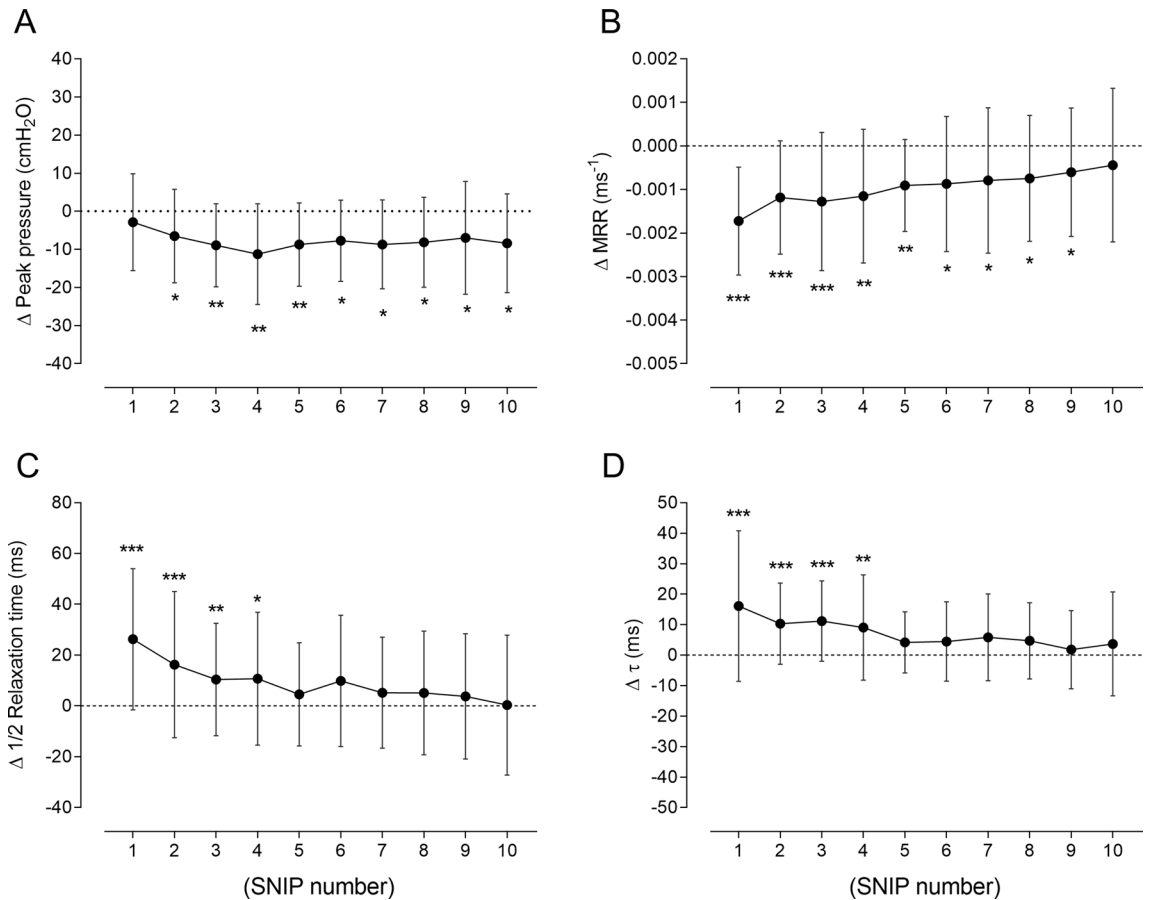 A
Δ Peak pressure (cmH₂O)
40
30
20
10
0
-10
-20
-30
-40
* ** ** ** * * * * *
1 2 3 4 5 6 7 8 9 10
B
Δ MRR (ms⁻¹)
0.002
0.001
0.000
-0.001
-0.002
-0.003
-0.004
-0.005
*** *** *** ** ** * * * *
1 2 3 4 5 6 7 8 9 10
C
Δ 1/2 Relaxation time (ms)
80
60
40
20
0
-20
-40
*** *** ** *
1 2 3 4 5 6 7 8 9 10
(SNIP number)
D
Δ τ (ms)
50
40
30
20
10
0
-10
-20
-30
-40
-50
*** *** *** **
1 2 3 4 5 6 7 8 9 10
(SNIP number)